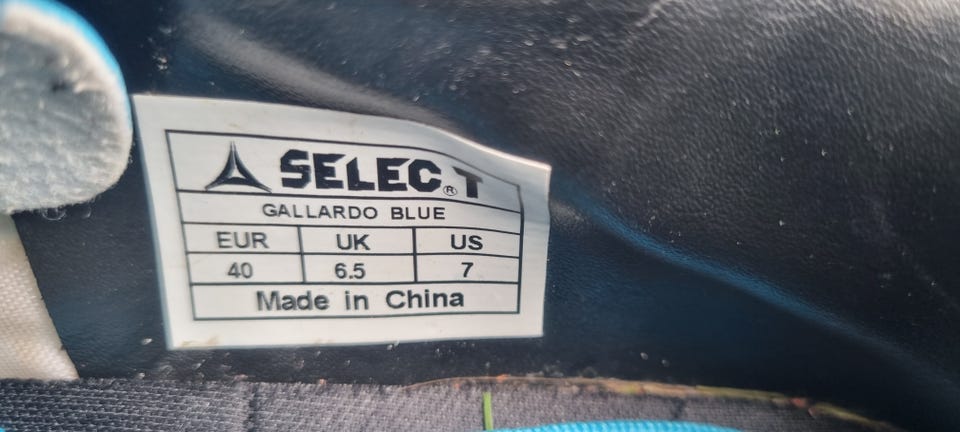 SELECT®
GALLARDO BLUE
EUR UK US
40 6.5 7
Made in China